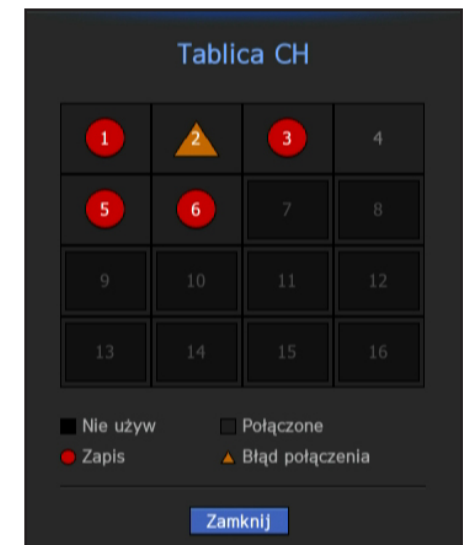 Tablica CH
1 2 3 4
5 6 7 8
9 10 11 12
13 14 15 16
Nie używ Połączone
Zapis Błąd połączenia
Zamknij